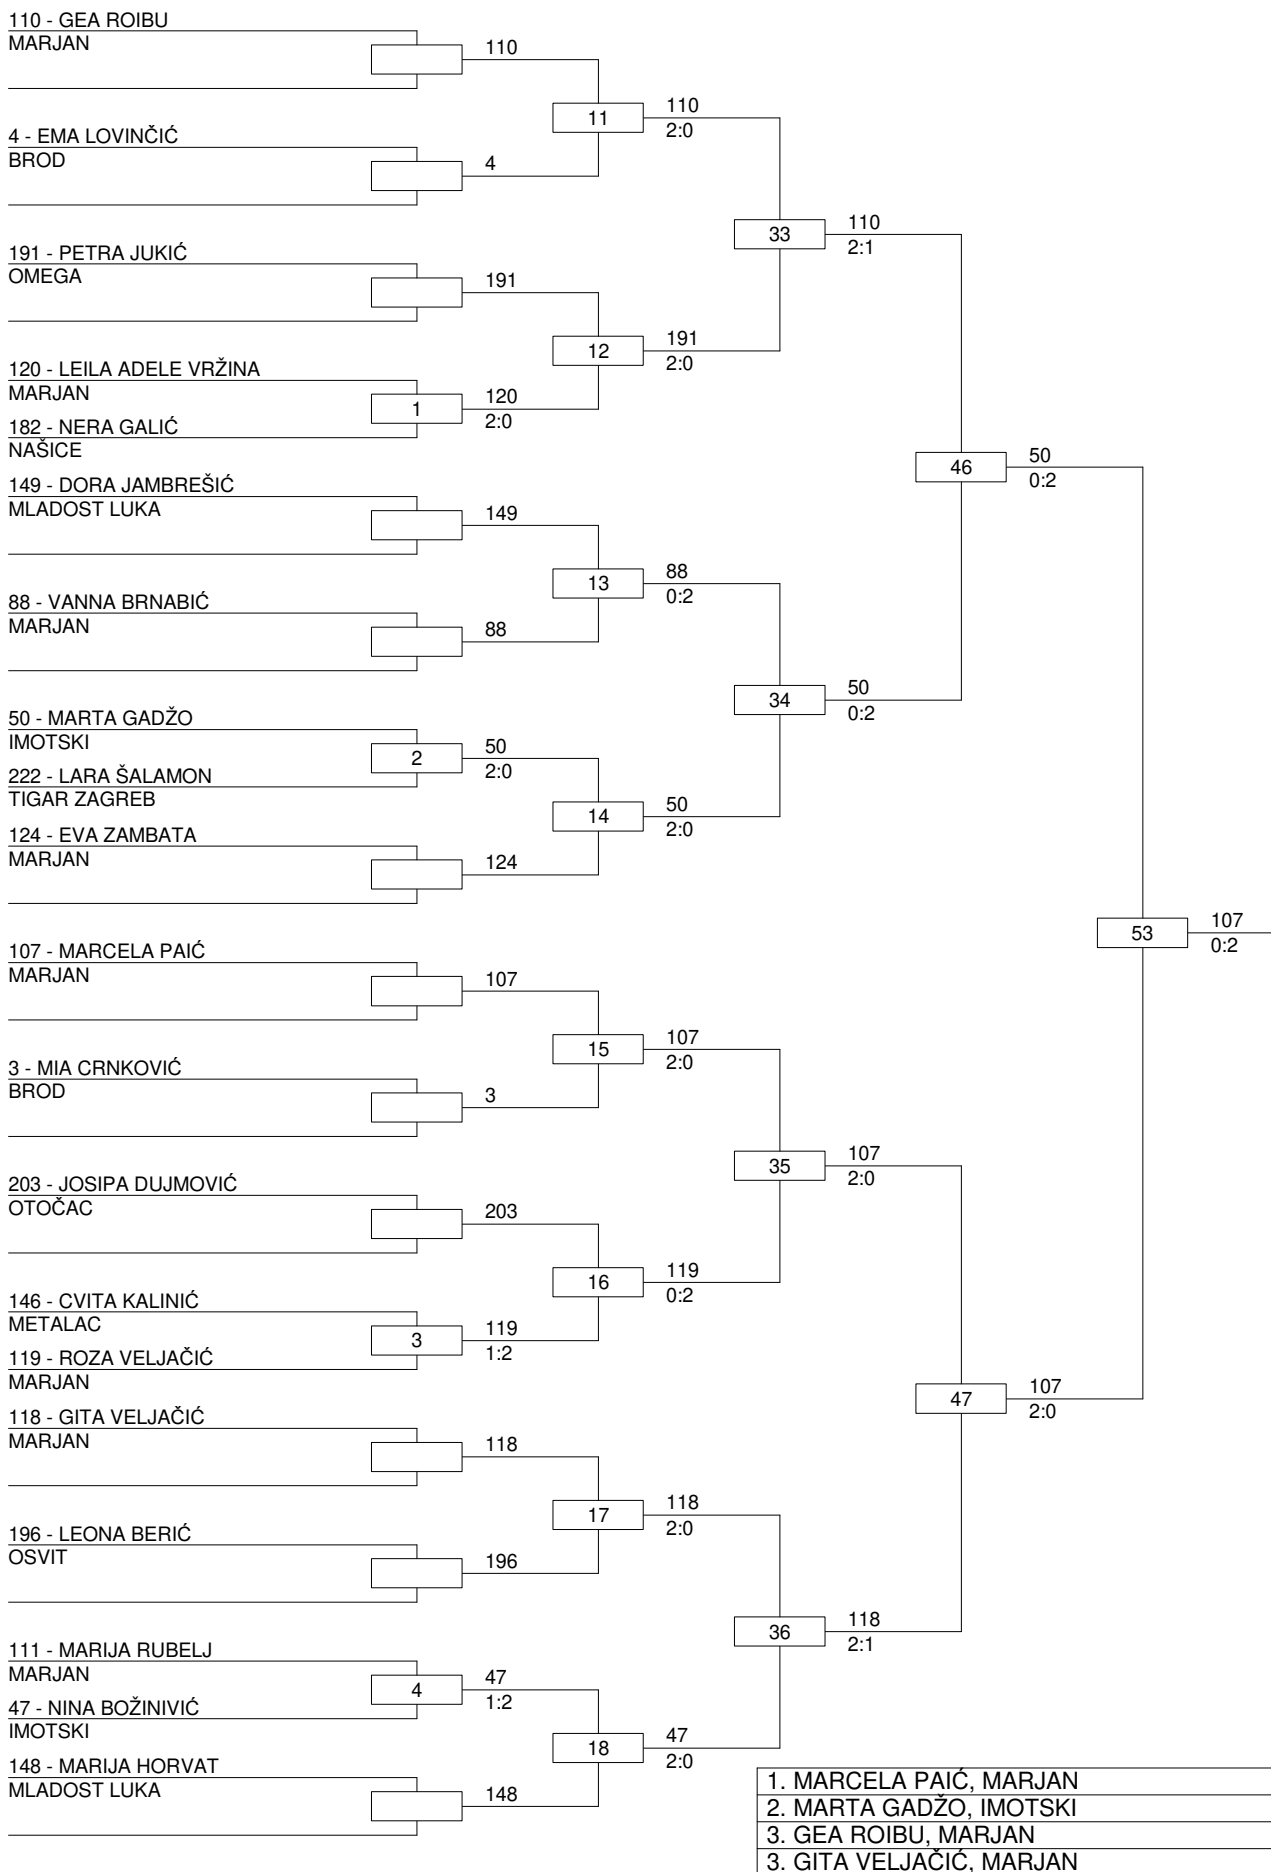 110 - GEA ROIBU
MARJAN
110
11
110
2:0
4 - EMA LOVINČIĆ
BROD
4
33
110
2:1
191 - PETRA JUKIĆ
OMEGA
191
12
191
2:0
120 - LEILA ADELE VRŽINA
MARJAN
1
120
2:0
182 - NERA GALIĆ
NAŠICE
46
50
0:2
149 - DORA JAMBREŠIĆ
MLADOST LUKA
149
13
88
0:2
88 - VANNA BRNABIĆ
MARJAN
88
34
50
0:2
50 - MARTA GADŽO
IMOTSKI
2
50
2:0
222 - LARA ŠALAMON
TIGAR ZAGREB
14
50
2:0
124 - EVA ZAMBATA
MARJAN
124
53
107
0:2
107 - MARCELA PAIĆ
MARJAN
107
15
107
2:0
3 - MIA CRNKOVIĆ
BROD
3
35
107
2:0
203 - JOSIPA DUJMOVIĆ
OTOČAC
203
16
119
0:2
146 - CVITA KALINIĆ
METALAC
3
119
1:2
119 - ROZA VELJAČIĆ
MARJAN
47
107
2:0
118 - GITA VELJAČIĆ
MARJAN
118
17
118
2:0
196 - LEONA BERIĆ
OSVIT
196
36
118
2:1
111 - MARIJA RUBELJ
MARJAN
4
47
1:2
47 - NINA BOŽINIVIĆ
IMOTSKI
18
47
2:0
148 - MARIJA HORVAT
MLADOST LUKA
148
1. MARCELA PAIĆ, MARJAN
2. MARTA GADŽO, IMOTSKI
3. GEA ROIBU, MARJAN
3. GITA VELJAČIĆ, MARJAN